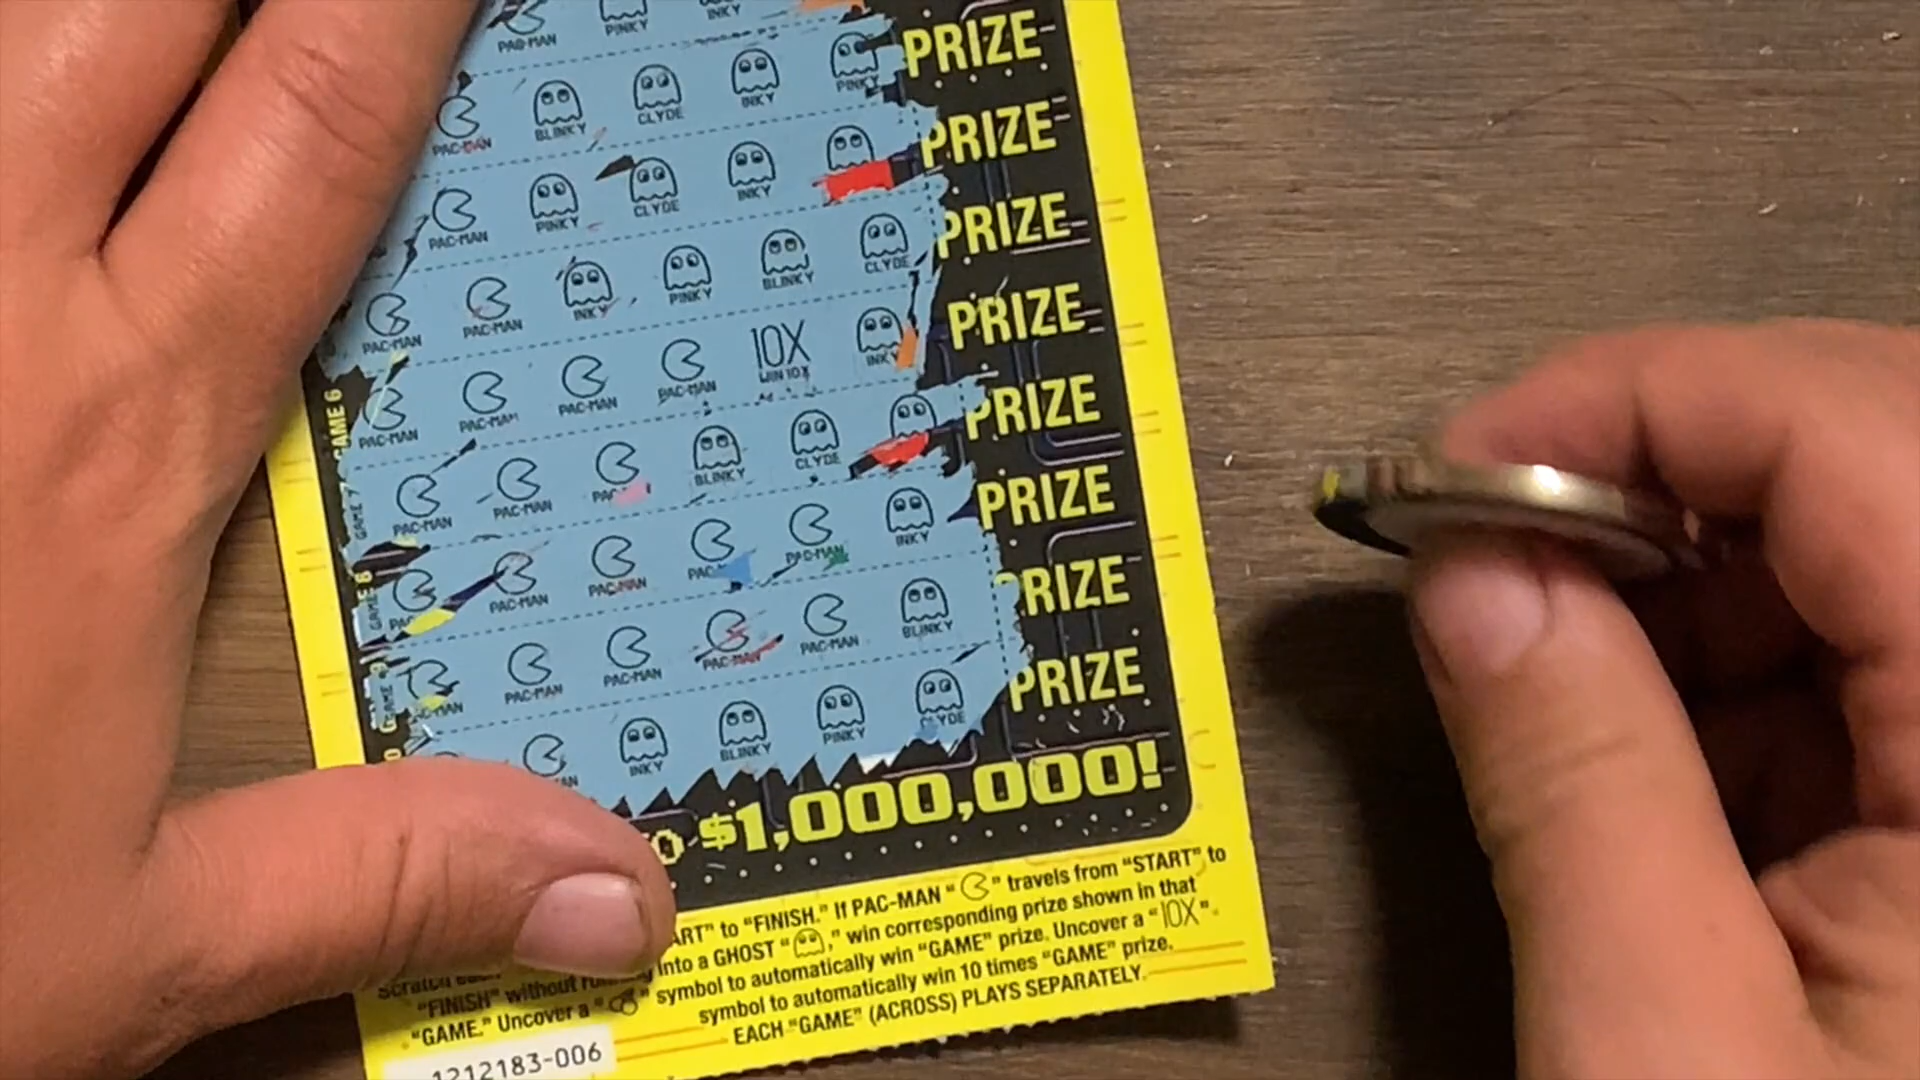 PAC-MAN PINKY INKY
PAC-MAN BLINKY CLYDE INKY PINKY PRIZE
PAC-MAN PINKY CLYDE INKY PRIZE
PAC-MAN PAC-MAN INKY PINKY BLINKY CLYDE PRIZE
GAME 6 PAC-MAN PAC-MAN PAC-MAN PAC-MAN 10X INKY PRIZE
WIN 10X
GAME 7 PAC-MAN PAC-MAN BLINKY CLYDE PRIZE
PAC-MAN PAC-MAN PAC-MAN INKY PRIZE
PAC-MAN PAC-MAN PAC-MAN PAC-MAN BLINKY PRIZE
INKY BLINKY PINKY CLYDE PRIZE
$1,000,000!
to "FINISH." If PAC-MAN " " travels from "START" to
"FINISH" without into a GHOST " ," win corresponding prize shown in that
"GAME." Uncover a " " symbol to automatically win "GAME" prize. Uncover a "10X"
symbol to automatically win 10 times "GAME" prize.
EACH "GAME" (ACROSS) PLAYS SEPARATELY.
1212183-006